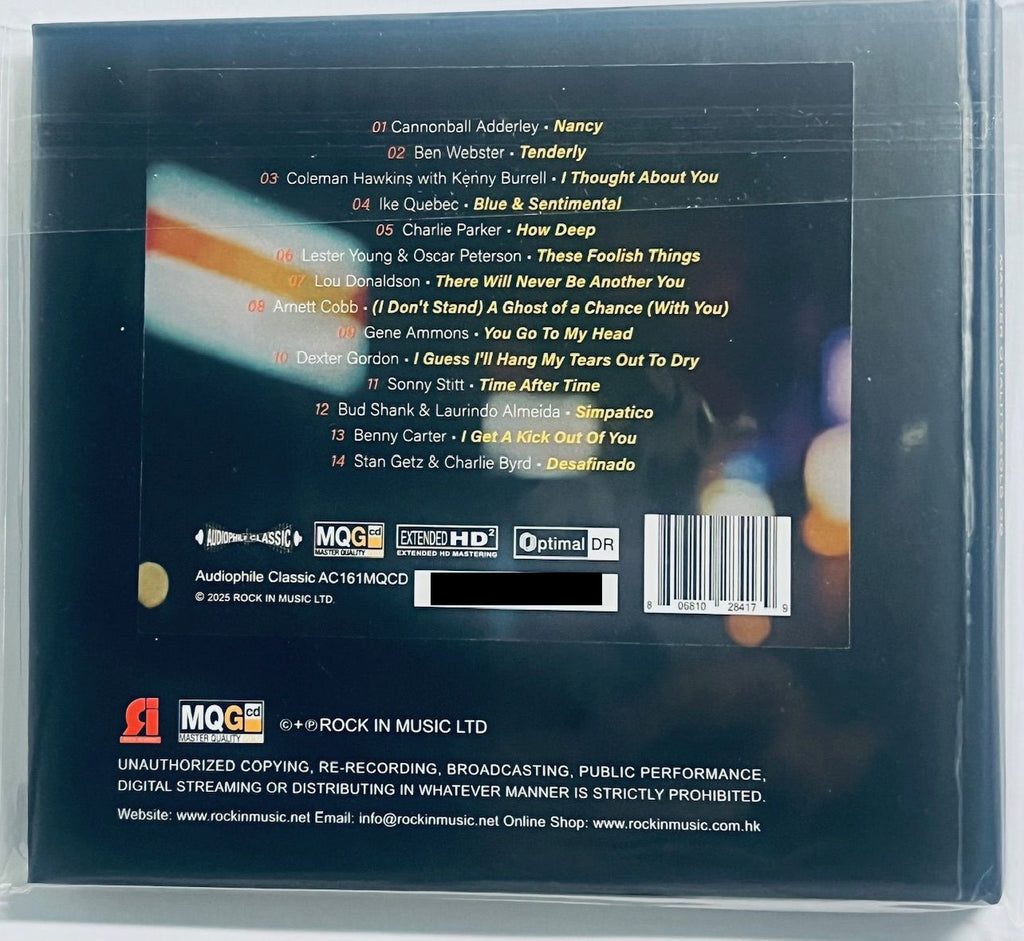 01 Cannonball Adderley • Nancy
02 Ben Webster • Tenderly
03 Coleman Hawkins with Kenny Burrell • I Thought About You
04 Ike Quebec • Blue & Sentimental
05 Charlie Parker • How Deep
06 Lester Young & Oscar Peterson • These Foolish Things
07 Lou Donaldson • There Will Never Be Another You
08 Arnett Cobb • (I Don't Stand) A Ghost of a Chance (With You)
09 Gene Ammons • You Go To My Head
10 Dexter Gordon • I Guess I'll Hang My Tears Out To Dry
11 Sonny Stitt • Time After Time
12 Bud Shank & Laurindo Almeida • Simpatico
13 Benny Carter • I Get A Kick Out Of You
14 Stan Getz & Charlie Byrd • Desafinado
AUDIOPHILE CLASSIC
MQG cd
MASTER QUALITY
EXTENDED HD²
EXTENDED HD MASTERING
Optimal DR
Audiophile Classic AC161MQCD
© 2025 ROCK IN MUSIC LTD.
8 06810 28417 9
MQG cd
MASTER QUALITY
©+℗ ROCK IN MUSIC LTD
UNAUTHORIZED COPYING, RE-RECORDING, BROADCASTING, PUBLIC PERFORMANCE,
DIGITAL STREAMING OR DISTRIBUTING IN WHATEVER MANNER IS STRICTLY PROHIBITED.
Website: www.rockinmusic.net Email: info@rockinmusic.net Online Shop: www.rockinmusic.com.hk